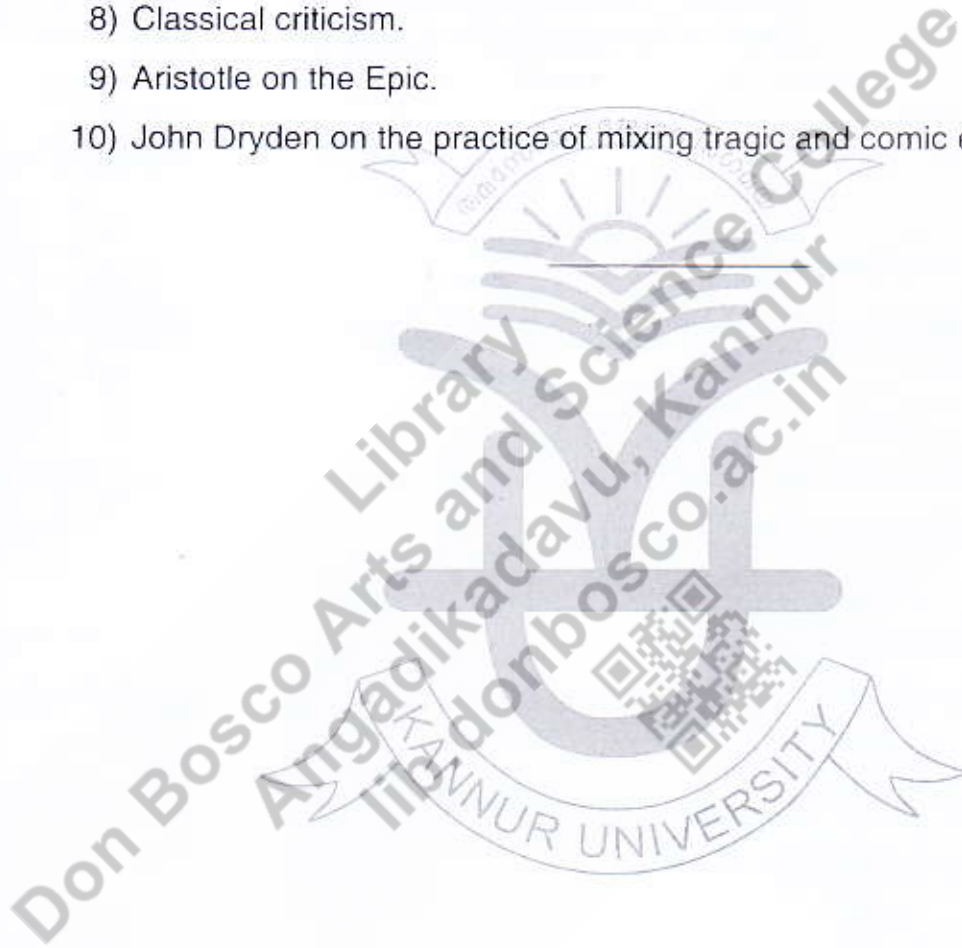 8) Classical criticism.
9) Aristotle on the Epic.
10) John Dryden on the practice of mixing tragic and comic e
Library
Don Bosco Arts and Science College
Angadikadavu, Kannur
lib.donbosco.ac.in
KANNUR UNIVERSITY